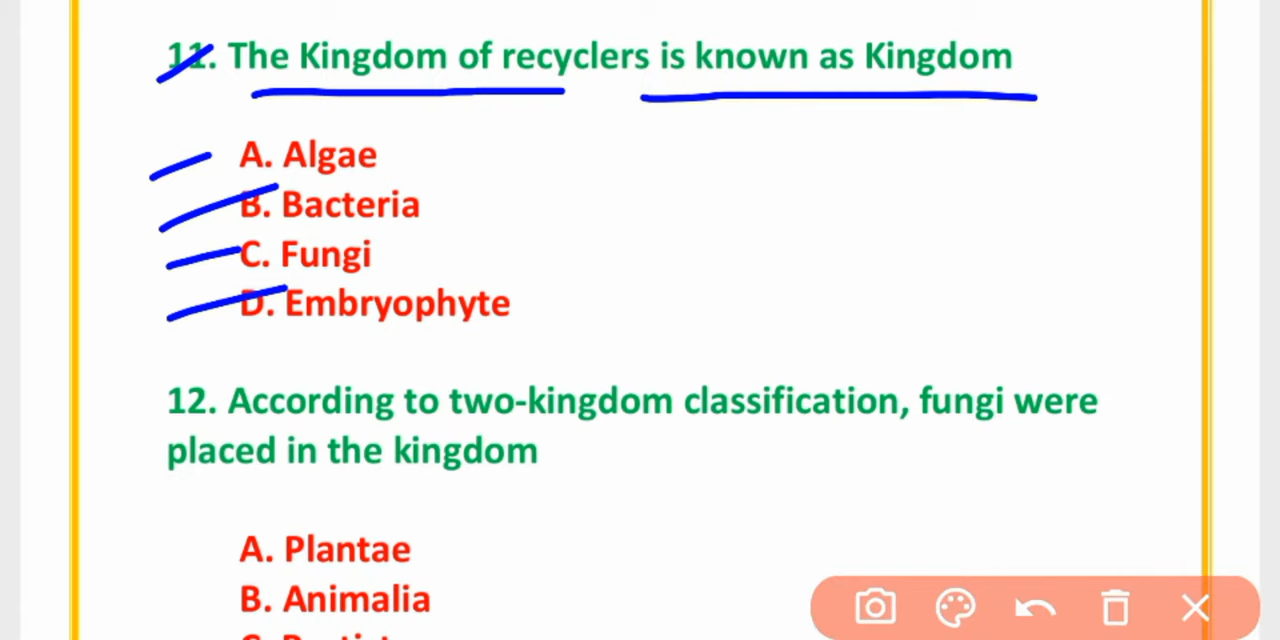 11. The Kingdom of recyclers is known as Kingdom
A. Algae
B. Bacteria
C. Fungi
D. Embryophyte
12. According to two-kingdom classification, fungi were
placed in the kingdom
A. Plantae
B. Animalia